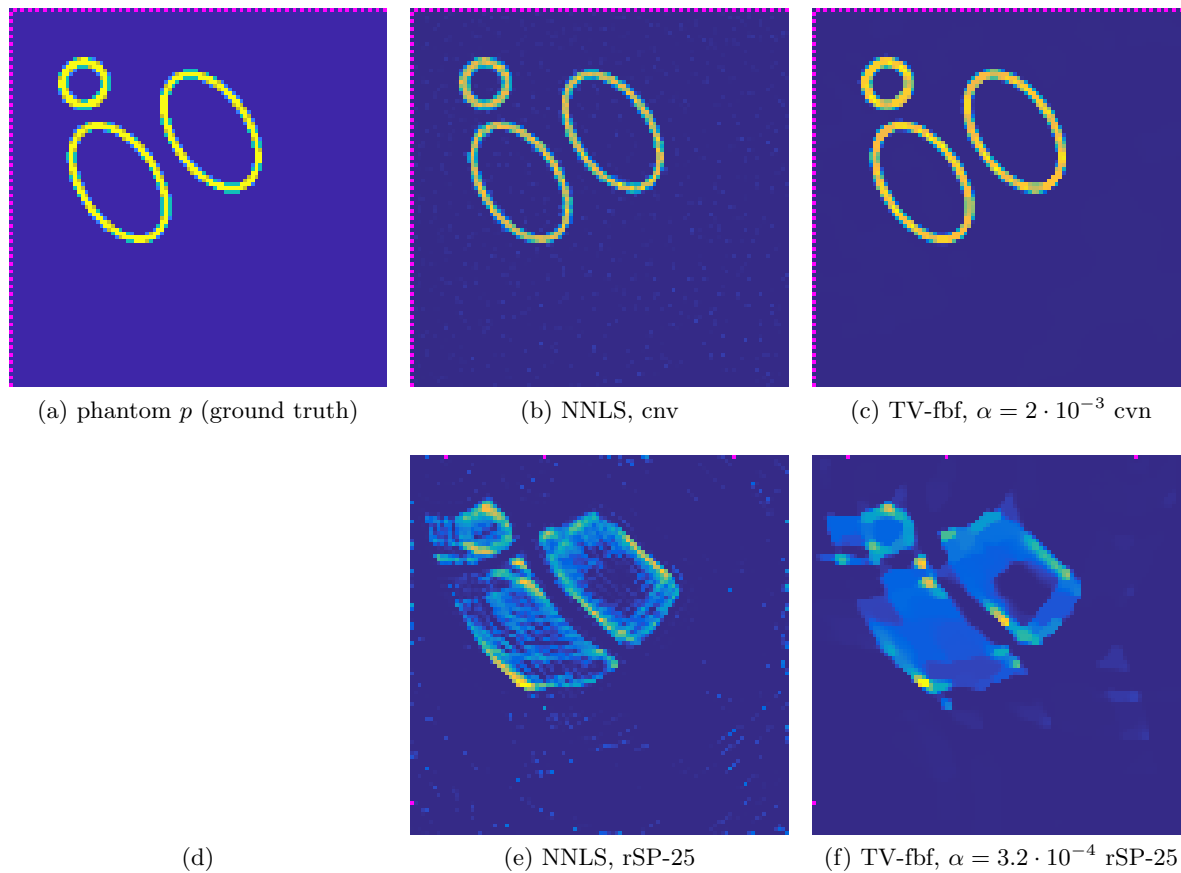 (a) phantom p (ground truth)
(b) NNLS, cnv
(c) TV-fbf, α = 2 · 10⁻³ cvn
(d)
(e) NNLS, rSP-25
(f) TV-fbf, α = 3.2 · 10⁻⁴ rSP-25